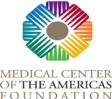 MEDICAL CENTER
OF THE AMERICAS
FOUNDATION